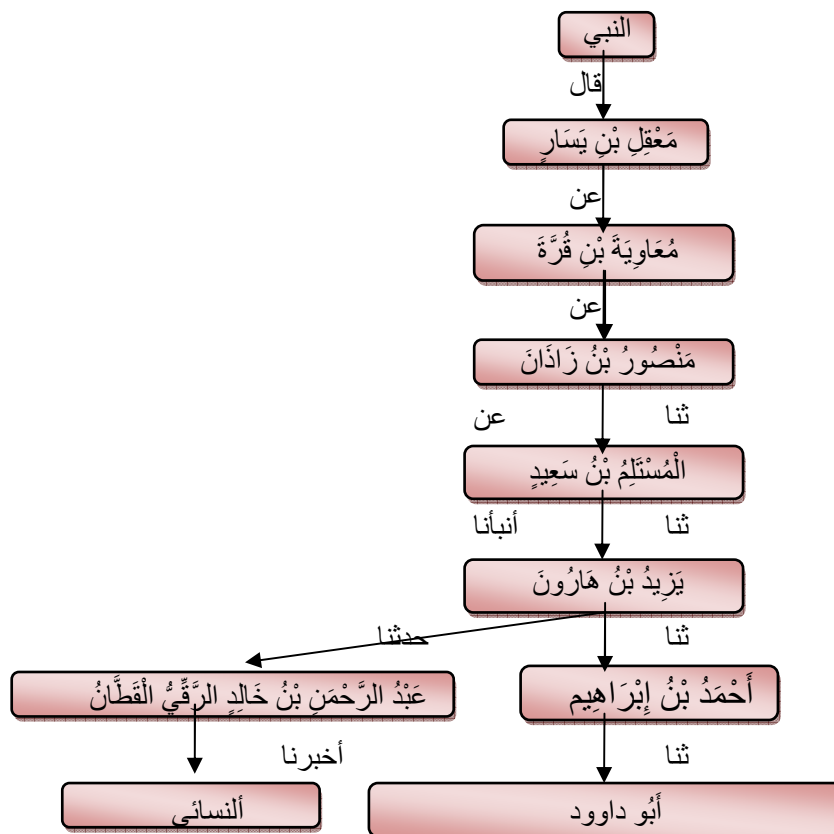 النبي
قال
مَعْقِلِ بْنِ يَسَارٍ
عن
مُعَاوِيَةَ بْنِ قُرَّةَ
عن
مَنْصُورُ بْنُ زَاذَانَ
ثنا عن
الْمُسْتَلِمُ بْنُ سَعِيدٍ
ثنا أنبأنا
يَزِيدُ بْنُ هَارُونَ
ثنا حدثنا
أَحْمَدُ بْنُ إِبْرَاهِيم عَبْدُ الرَّحْمَنِ بْنُ خَالِدٍ الرَّقِّيُّ الْقَطَّانُ
ثنا أخبرنا
أَبُو داوود ألنسائي